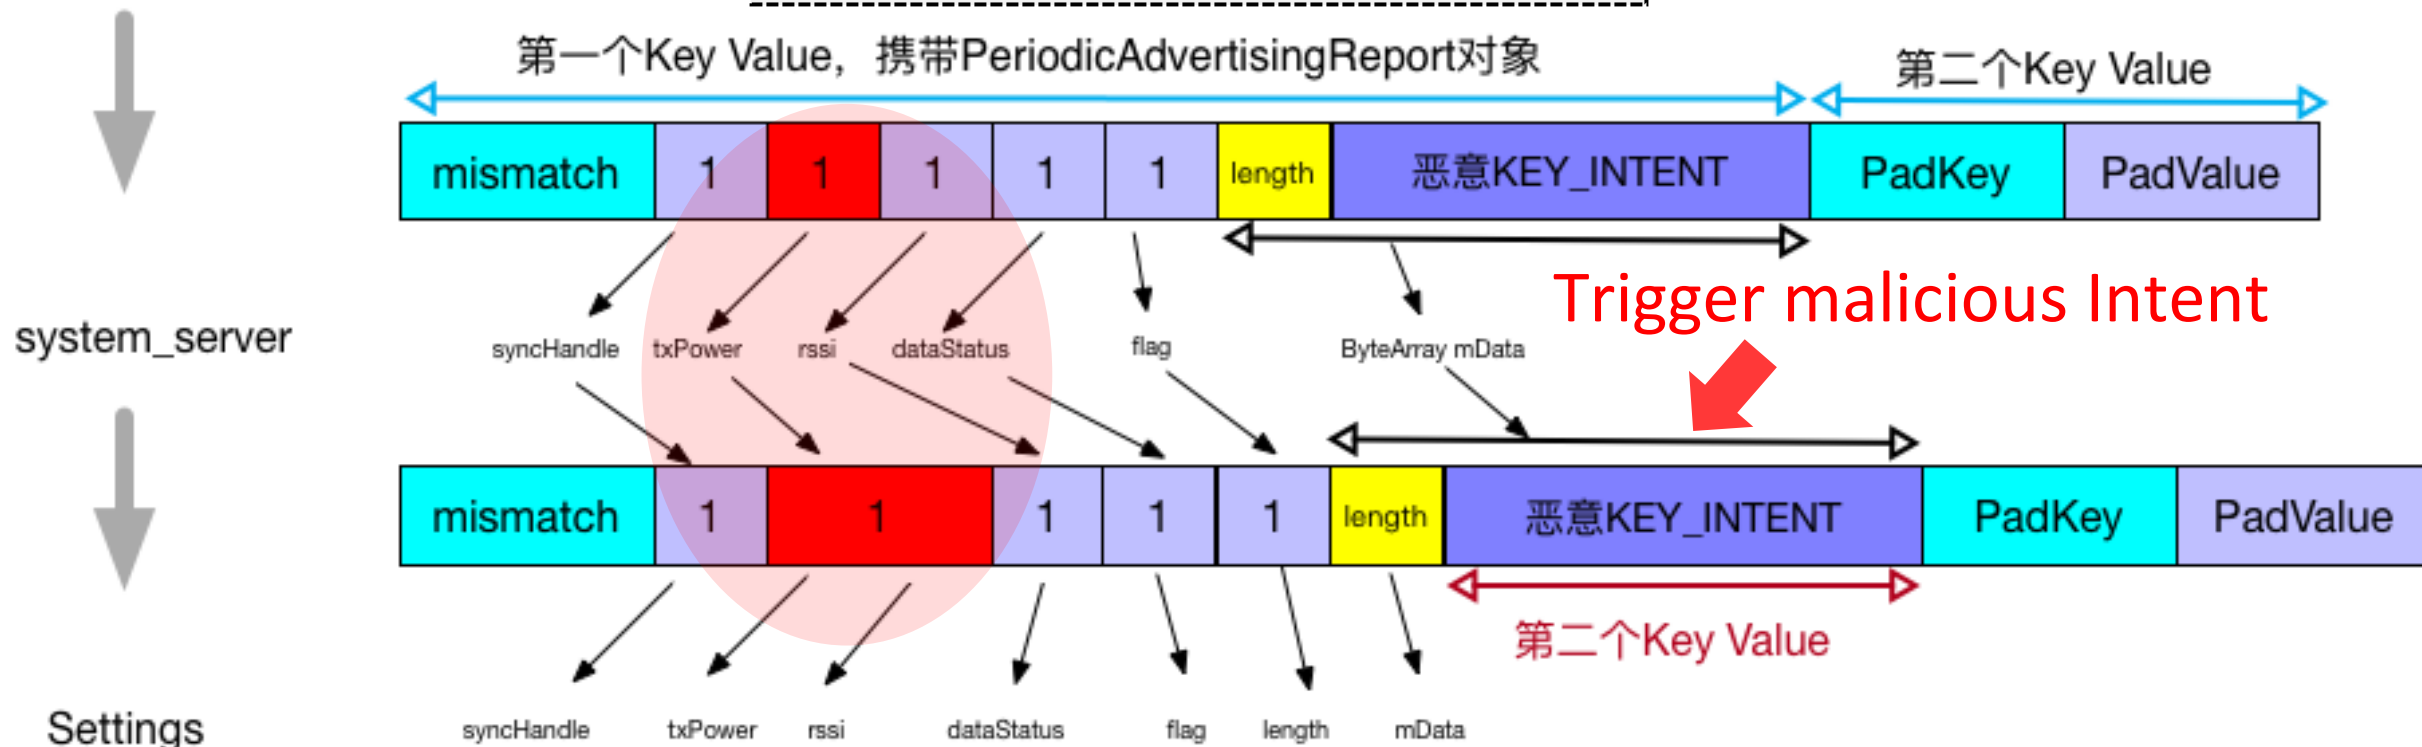 第一个Key Value，携带PeriodicAdvertisingReport对象
第二个Key Value
mismatch 1 1 1 1 1 length 恶意KEY_INTENT PadKey PadValue
Trigger malicious Intent
system_server
syncHandle txPower rssi dataStatus flag ByteArray mData
mismatch 1 1 1 1 1 length 恶意KEY_INTENT PadKey PadValue
第二个Key Value
Settings
syncHandle txPower rssi dataStatus flag length mData